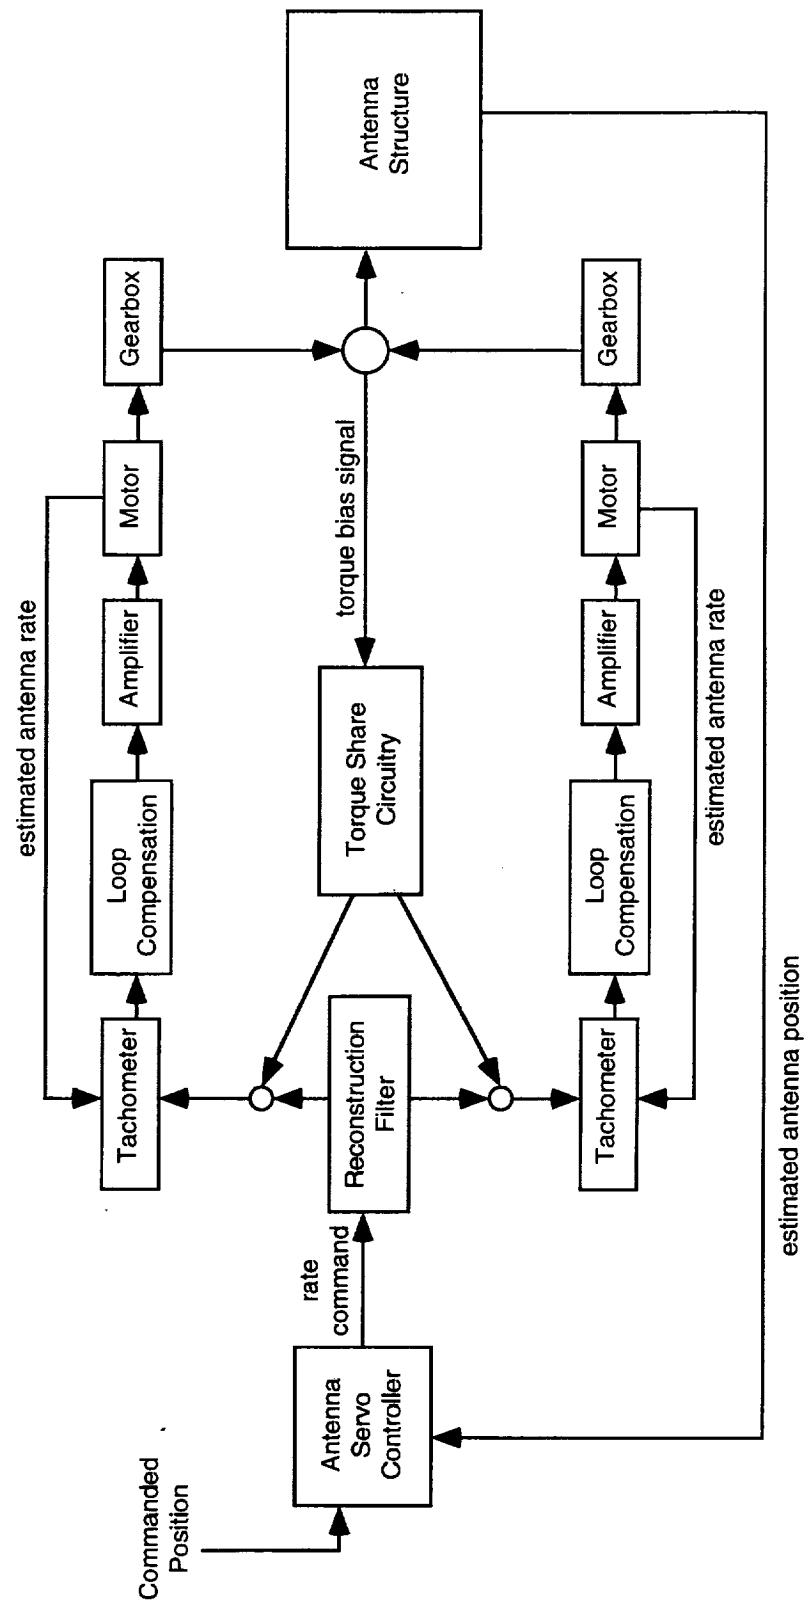 Commanded
Position
Antenna
Servo
Controller
rate
command
Reconstruction
Filter
Tachometer
Loop
Compensation
Amplifier
Motor
Gearbox
estimated antenna rate
Torque Share
Circuitry
torque bias signal
Antenna
Structure
Tachometer
Loop
Compensation
Amplifier
Motor
Gearbox
estimated antenna rate
estimated antenna position